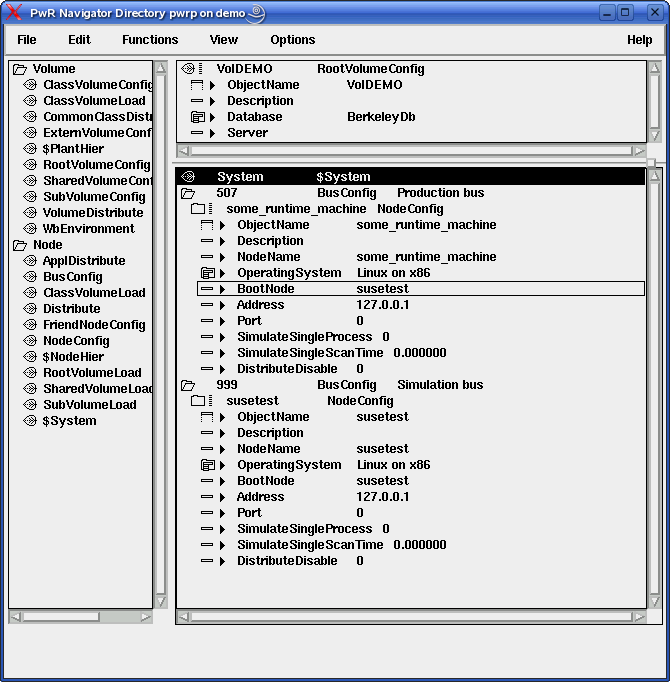 PwR Navigator Directory pwrp on demo
File Edit Functions View Options Help
Volume
ClassVolumeConfig
ClassVolumeLoad
CommonClassDistr
ExternVolumeConf
$PlantHier
RootVolumeConfig
SharedVolumeConf
SubVolumeConfig
VolumeDistribute
WbEnvironment
Node
ApplDistribute
BusConfig
ClassVolumeLoad
Distribute
FriendNodeConfig
NodeConfig
$NodeHier
RootVolumeLoad
SharedVolumeLoad
SubVolumeLoad
$System
VolDEMO RootVolumeConfig
ObjectName VolDEMO
Description
Database BerkeleyDb
Server
System $System
507 BusConfig Production bus
some_runtime_machine NodeConfig
ObjectName some_runtime_machine
Description
NodeName some_runtime_machine
OperatingSystem Linux on x86
BootNode susetest
Address 127.0.0.1
Port 0
SimulateSingleProcess 0
SimulateSingleScanTime 0.000000
DistributeDisable 0
999 BusConfig Simulation bus
susetest NodeConfig
ObjectName susetest
Description
NodeName susetest
OperatingSystem Linux on x86
BootNode susetest
Address 127.0.0.1
Port 0
SimulateSingleProcess 0
SimulateSingleScanTime 0.000000
DistributeDisable 0